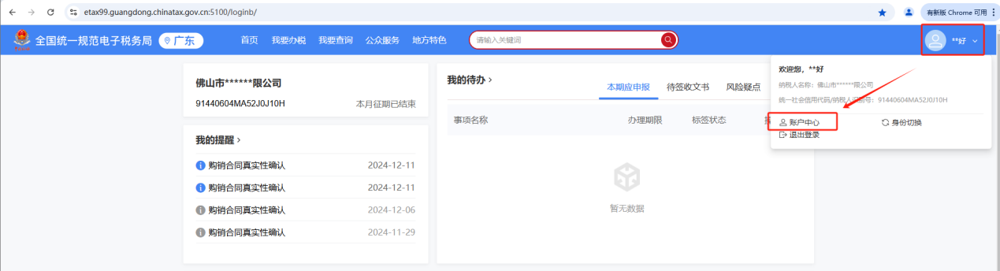 etax99.guangdong.chinatax.gov.cn:5100/loginb/
有新版 Chrome 可用
全国统一规范电子税务局
广东
首页 我要办税 我要查询 公众服务 地方特色
请输入关键词
**好
佛山市******限公司
91440604MA52J0J10H 本月征期已结束
我的提醒 >
购销合同真实性确认 2024-12-11
购销合同真实性确认 2024-12-11
购销合同真实性确认 2024-12-06
购销合同真实性确认 2024-11-29
我的待办 >
本期应申报 待签收文书 风险疑点
事项名称 办理期限 标签状态
暂无数据
欢迎您，**好
纳税人名称：佛山市******限公司
统一社会信用代码/纳税人识别号：91440604MA52J0J10H
账户中心 身份切换
退出登录